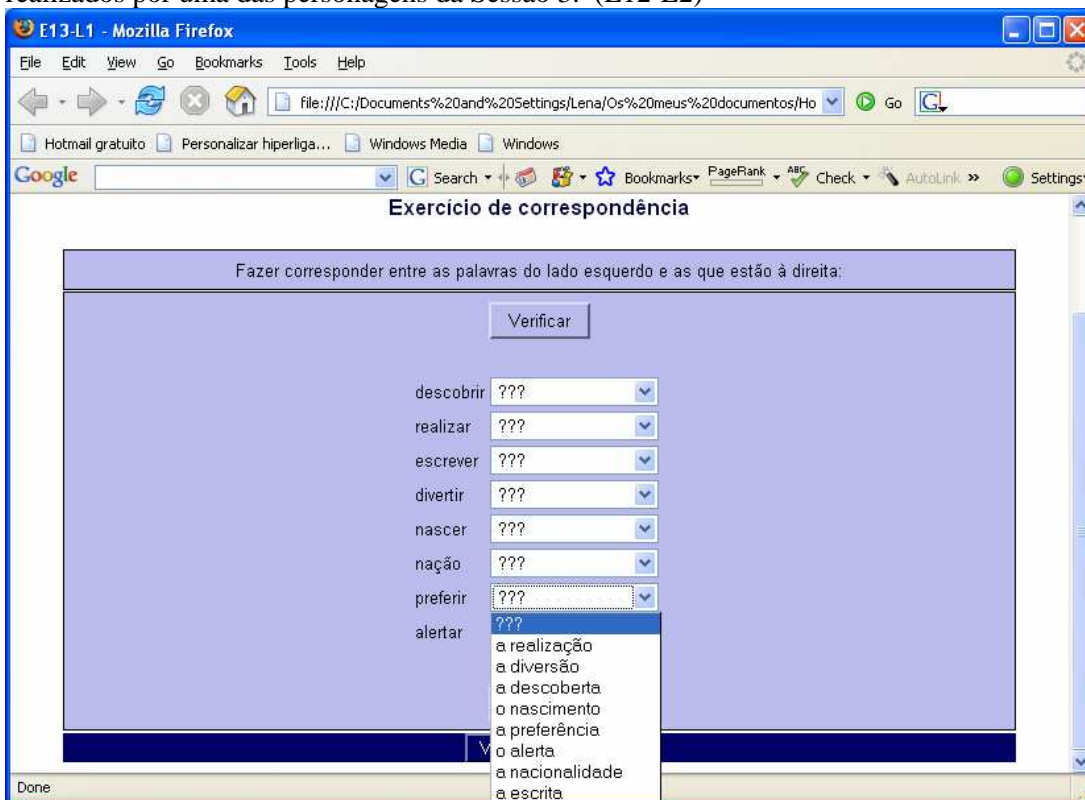 realizados por uma das personagens da Sessão 3. (E12-L2)
E13-L1 - Mozilla Firefox
File Edit View Go Bookmarks Tools Help
file:///C:/Documents%20and%20Settings/Lena/Os%20meus%20documentos/Ho Go G
Hotmail gratuito Personalizar hiperliga... Windows Media Windows
Google G Search Bookmarks PageRank ABC Check AutoLink » Settings
Exercício de correspondência
Fazer corresponder entre as palavras do lado esquerdo e as que estão à direita:
Verificar
descobrir ???
realizar ???
escrever ???
divertir ???
nascer ???
nação ???
preferir ???
alertar
???
a realização
a diversão
a descoberta
o nascimento
a preferência
o alerta
a nacionalidade
a escrita
V
Done